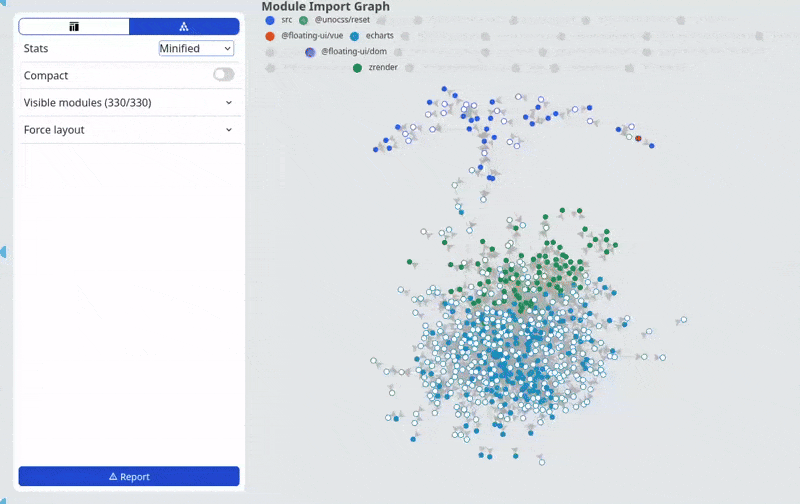 Module Import Graph
src @unocss/reset
@floating-ui/vue echarts
@floating-ui/dom
zrender
Stats Minified
Compact
Visible modules (330/330)
Force layout
Report